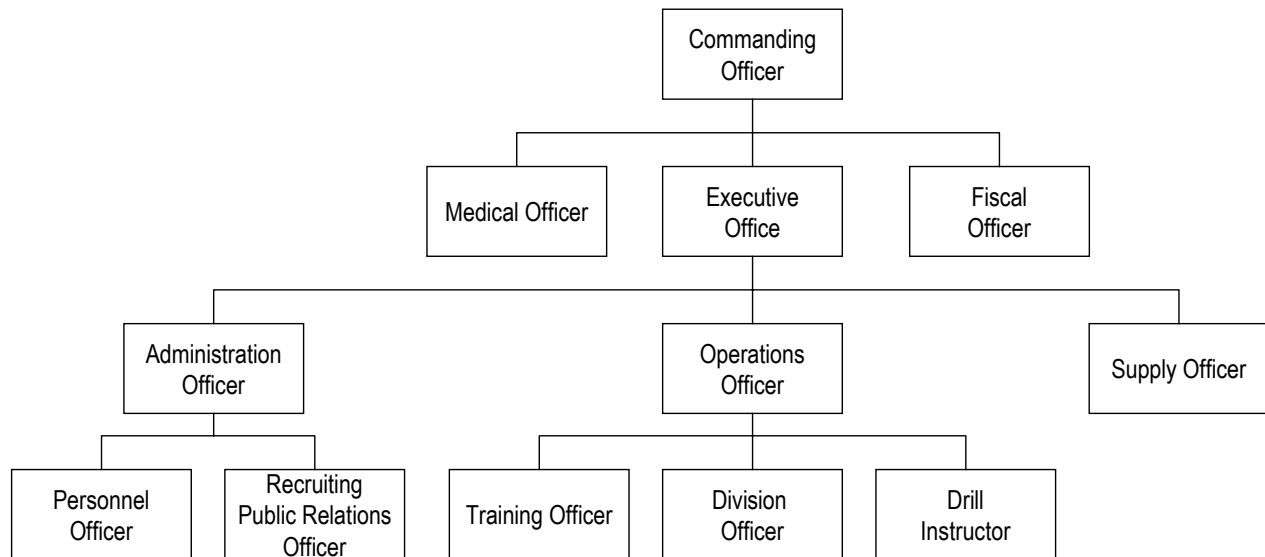 Commanding
Officer
Medical Officer
Executive
Office
Fiscal
Officer
Administration
Officer
Operations
Officer
Supply Officer
Personnel
Officer
Recruiting
Public Relations
Officer
Training Officer
Division
Officer
Drill
Instructor